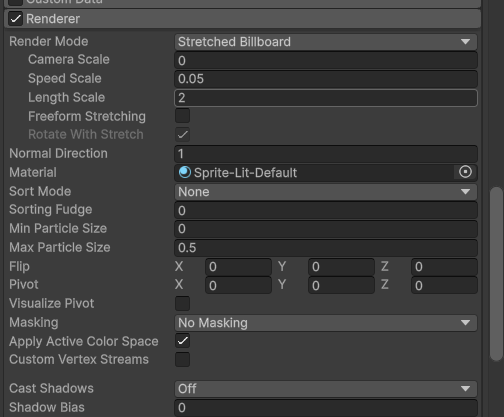 Custom Data
Renderer
Render Mode Stretched Billboard
Camera Scale 0
Speed Scale 0.05
Length Scale 2
Freeform Stretching
Rotate With Stretch
Normal Direction 1
Material Sprite-Lit-Default
Sort Mode None
Sorting Fudge 0
Min Particle Size 0
Max Particle Size 0.5
Flip X 0 Y 0 Z 0
Pivot X 0 Y 0 Z 0
Visualize Pivot
Masking No Masking
Apply Active Color Space
Custom Vertex Streams
Cast Shadows Off
Shadow Bias 0